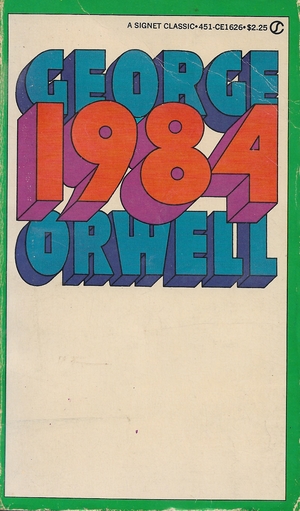 A SIGNET CLASSIC • 451-CE1626 • $2.25
GEORGE
1984
ORWELL